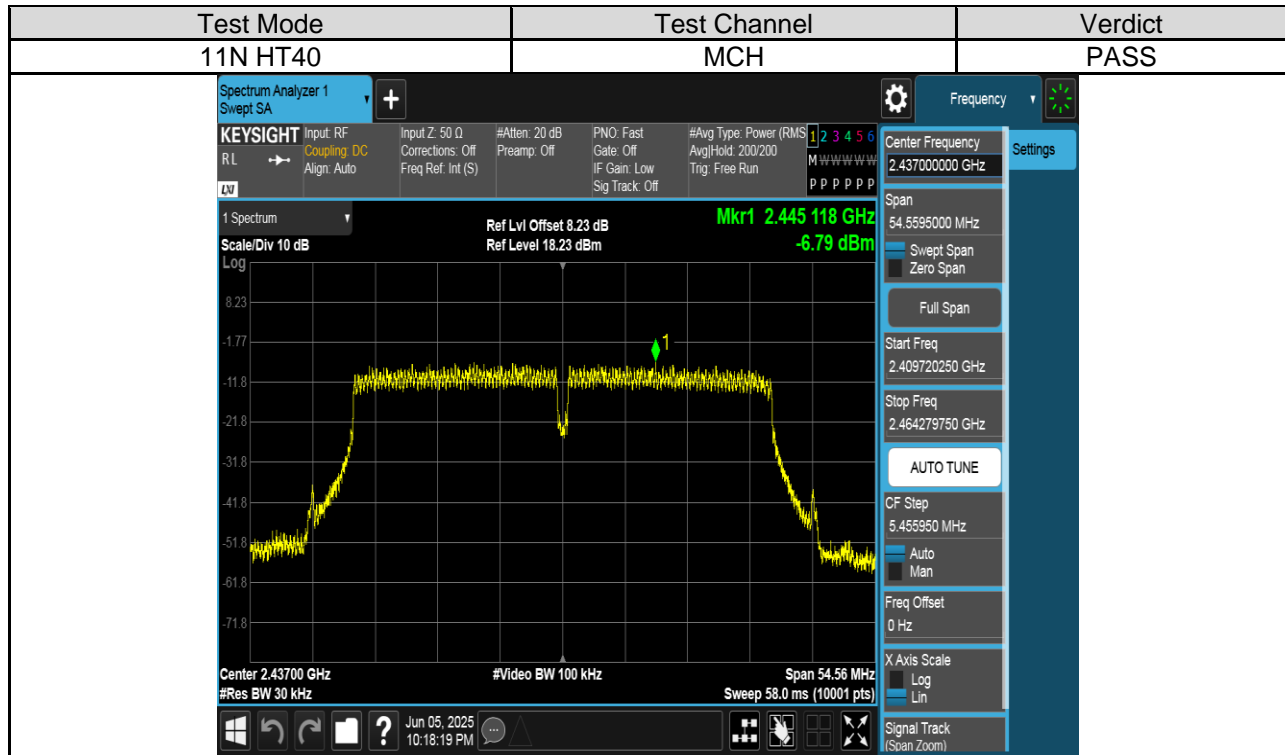 Test Mode Test Channel Verdict
11N HT40 MCH PASS
Spectrum Analyzer 1
Swept SA
+
Frequency
KEYSIGHT
R L
LXI
Input: RF
Coupling: DC
Align: Auto
Input Z: 50 Ω
Corrections: Off
Freq Ref: Int (S)
#Atten: 20 dB
Preamp: Off
PNO: Fast
Gate: Off
IF Gain: Low
Sig Track: Off
#Avg Type: Power (RMS
Avg|Hold: 200/200
Trig: Free Run
1 2 3 4 5 6
M W W W W W
P P P P P P
1 Spectrum
Scale/Div 10 dB
Ref Lvl Offset 8.23 dB
Ref Level 18.23 dBm
Mkr1 2.445 118 GHz
-6.79 dBm
Log
8.23
-1.77
-11.8
-21.8
-31.8
-41.8
-51.8
-61.8
-71.8
1
Center 2.43700 GHz
#Res BW 30 kHz
#Video BW 100 kHz
Span 54.56 MHz
Sweep 58.0 ms (10001 pts)
?
Jun 05, 2025
10:18:19 PM
Center Frequency
2.437000000 GHz
Span
54.5595000 MHz
Swept Span
Zero Span
Full Span
Start Freq
2.409720250 GHz
Stop Freq
2.464279750 GHz
AUTO TUNE
CF Step
5.455950 MHz
Auto
Man
Freq Offset
0 Hz
X Axis Scale
Log
Lin
Signal Track
(Span Zoom)
Settings